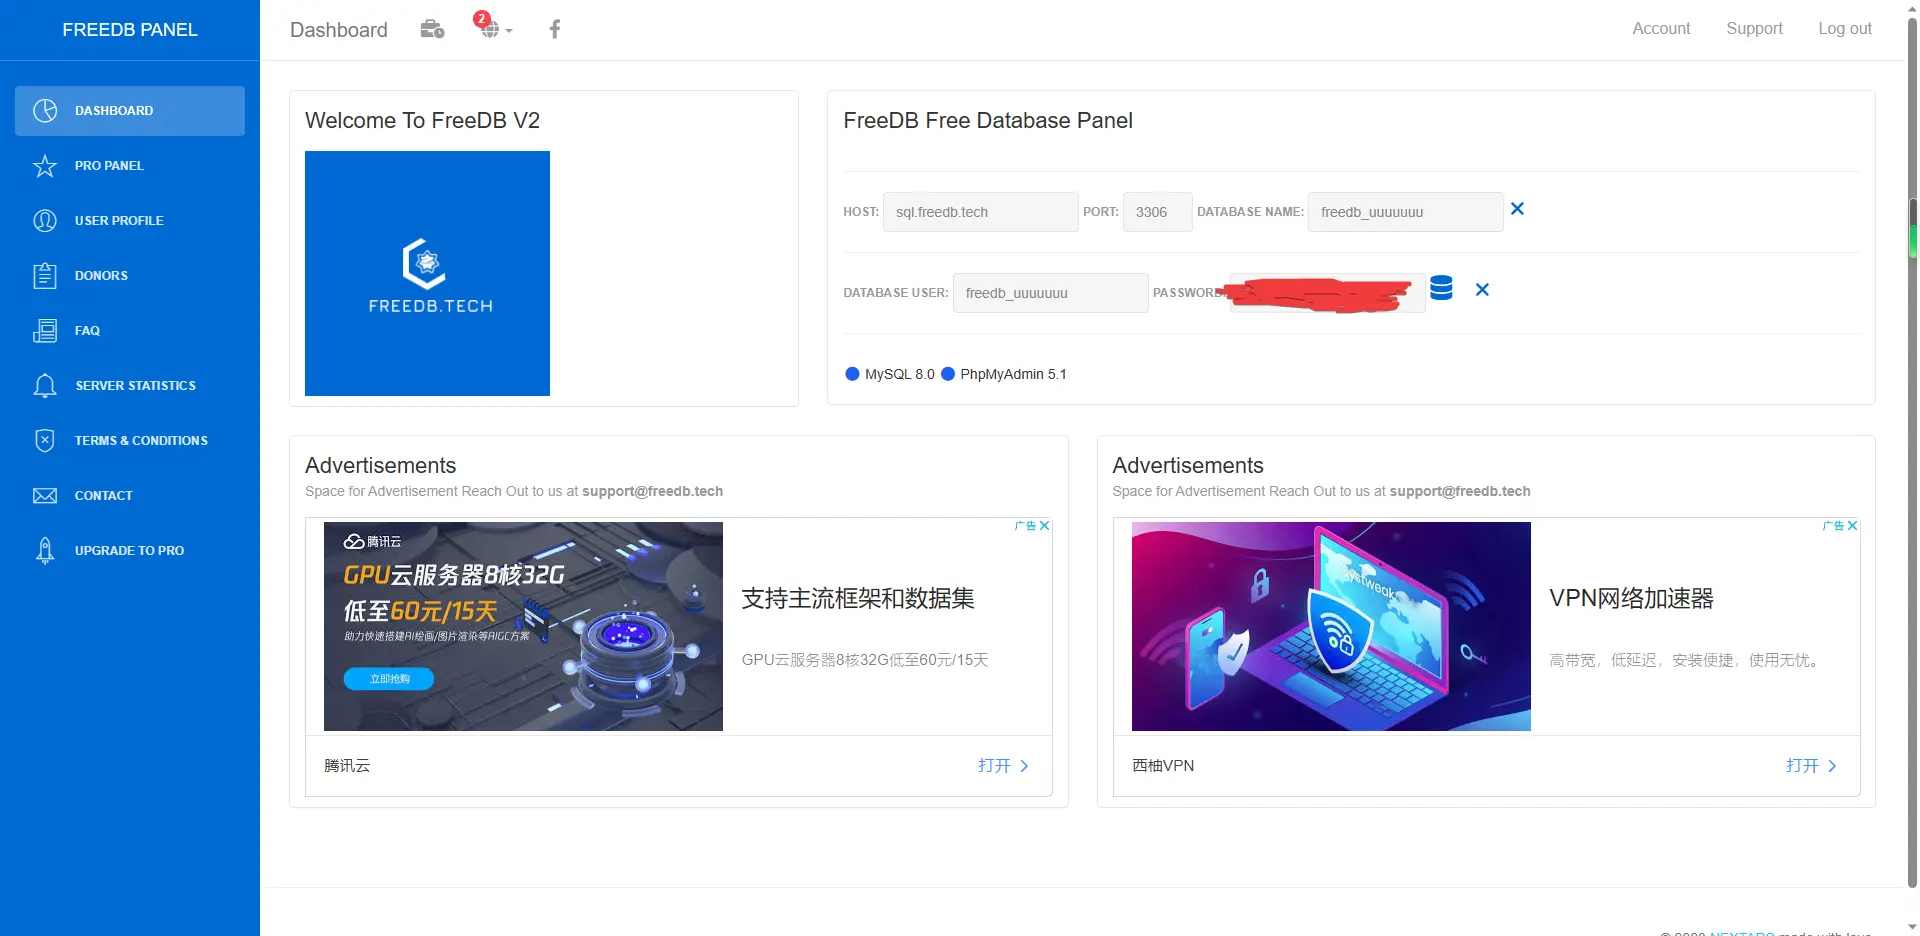 FREEDB PANEL
Dashboard
2
Account
Support
Log out
DASHBOARD
PRO PANEL
USER PROFILE
DONORS
FAQ
SERVER STATISTICS
TERMS & CONDITIONS
CONTACT
UPGRADE TO PRO
Welcome To FreeDB V2
FREEDB.TECH
FreeDB Free Database Panel
HOST: sql.freedb.tech PORT: 3306 DATABASE NAME: freedb_uuuuuuu
DATABASE USER: freedb_uuuuuuu PASSWORD
MySQL 8.0 PhpMyAdmin 5.1
Advertisements
Space for Advertisement Reach Out to us at support@freedb.tech
广告
腾讯云
GPU云服务器8核32G
低至60元/15天
助力快速搭建AI绘画/图片渲染等AIGC方案
立即抢购
支持主流框架和数据集
GPU云服务器8核32G低至60元/15天
腾讯云
打开
Advertisements
Space for Advertisement Reach Out to us at support@freedb.tech
广告
Systweak
VPN网络加速器
高带宽，低延迟，安装便捷，使用无忧。
西柚VPN
打开